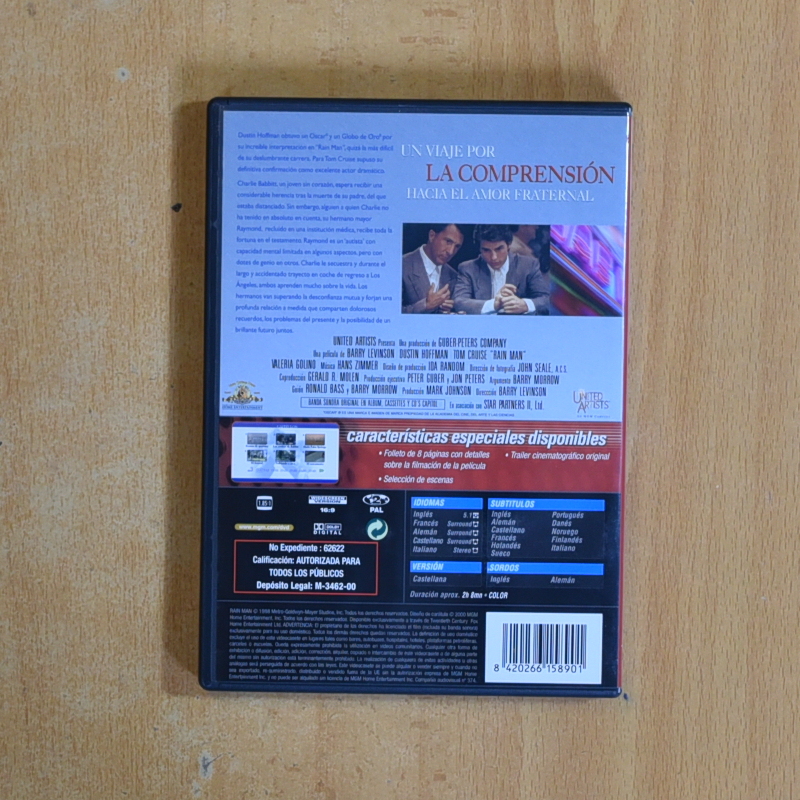 Dustin Hoffman obtuvo un Oscar® y un Globo de Oro® por
su increíble interpretación en "Rain Man", quizá la más difícil
de su deslumbrante carrera. Para Tom Cruise supuso su
definitiva confirmación como excelente actor dramático.
Charlie Babbitt, un joven sin corazón, espera recibir una
considerable herencia tras la muerte de su padre, del que
estaba distanciado. Sin embargo, alguien a quien Charlie no
ha tenido en absoluto en cuenta, su hermano mayor
Raymond, recluido en una institución médica, recibe toda la
fortuna en el testamento. Raymond es un 'autista' con
capacidad mental limitada en algunos aspectos, pero con
dotes de genio en otros. Charlie le secuestra y durante el
largo y accidentado trayecto en coche de regreso a Los
Ángeles, ambos aprenden mucho sobre la vida. Los
hermanos van superando la desconfianza mutua y forjan una
profunda relación a medida que comparten dolorosos
recuerdos, los problemas del presente y la posibilidad de un
brillante futuro juntos.
UN VIAJE POR
LA COMPRENSIÓN
HACIA EL AMOR FRATERNAL
UNITED ARTISTS Presenta Una producción de GUBER-PETERS COMPANY
Una película de BARRY LEVINSON DUSTIN HOFFMAN TOM CRUISE "RAIN MAN"
VALERIA GOLINO Música HANS ZIMMER Diseño de producción IDA RANDOM Dirección de fotografía JOHN SEALE, A.C.S.
Coproducción GERALD R. MOLEN Producción ejecutiva PETER GUBER y JON PETERS Argumento BARRY MORROW
Guión RONALD BASS y BARRY MORROW Producción MARK JOHNSON Dirección BARRY LEVINSON
BANDA SONORA ORIGINAL EN ALBUM, CASSETTES Y CD'S CAPITOL En asociación con STAR PARTNERS II, Ltd.
UNITED
ARTISTS
características especiales disponibles
• Folleto de 8 páginas con detalles
sobre la filmación de la película
• Selección de escenas
• Trailer cinematográfico original
1.85:1
WIDESCREEN
VERSION
16:9
PAL
www.mgm.com/dvd
DOLBY
DIGITAL
No Expediente : 62622
Calificación: AUTORIZADA PARA
TODOS LOS PÚBLICOS
Depósito Legal: M-3462-00
IDIOMAS
Inglés 5.1
Francés Surround
Alemán Surround
Castellano Surround
Italiano Stereo
SUBTITULOS
Inglés Portugués
Alemán Danés
Castellano Noruego
Francés Finlandés
Holandés Italiano
Sueco
VERSIÓN
Castellana
SORDOS
Inglés Alemán
Duración aprox. 2h 8mn • COLOR
8 420266 158901